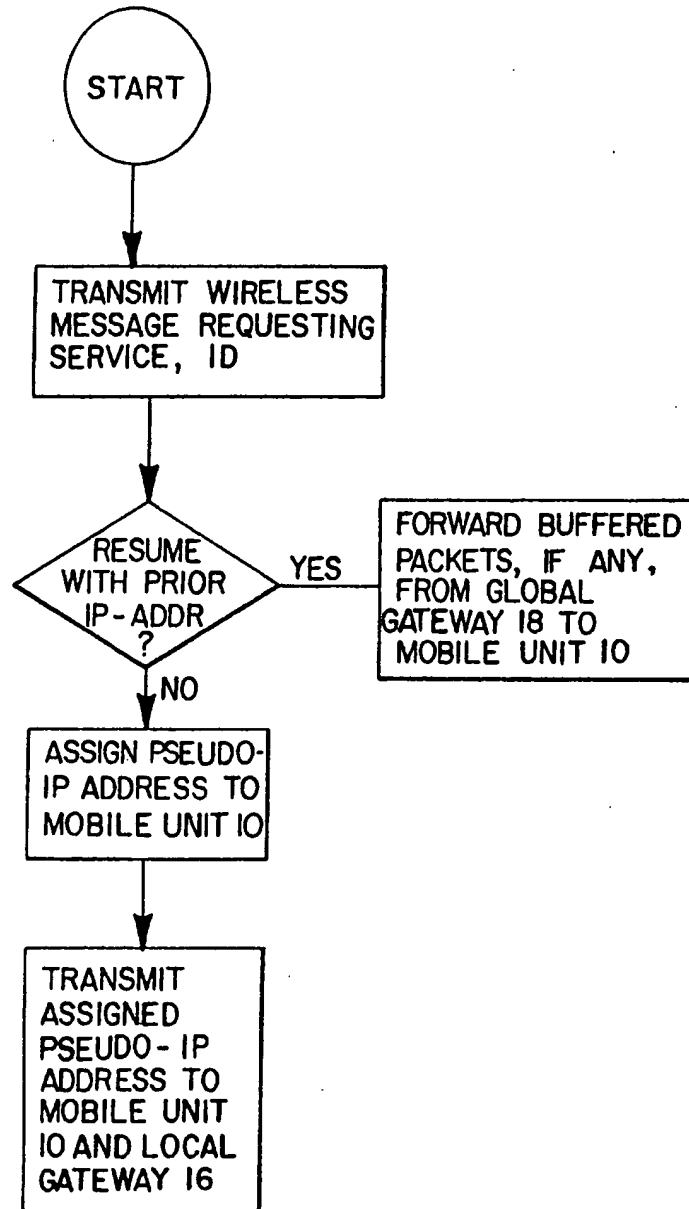 START
TRANSMIT WIRELESS
MESSAGE REQUESTING
SERVICE, ID
RESUME
WITH PRIOR
IP-ADDR
?
YES
FORWARD BUFFERED
PACKETS, IF ANY,
FROM GLOBAL
GATEWAY 18 TO
MOBILE UNIT 10
NO
ASSIGN PSEUDO-
IP ADDRESS TO
MOBILE UNIT 10
TRANSMIT
ASSIGNED
PSEUDO-IP
ADDRESS TO
MOBILE UNIT
10 AND LOCAL
GATEWAY 16